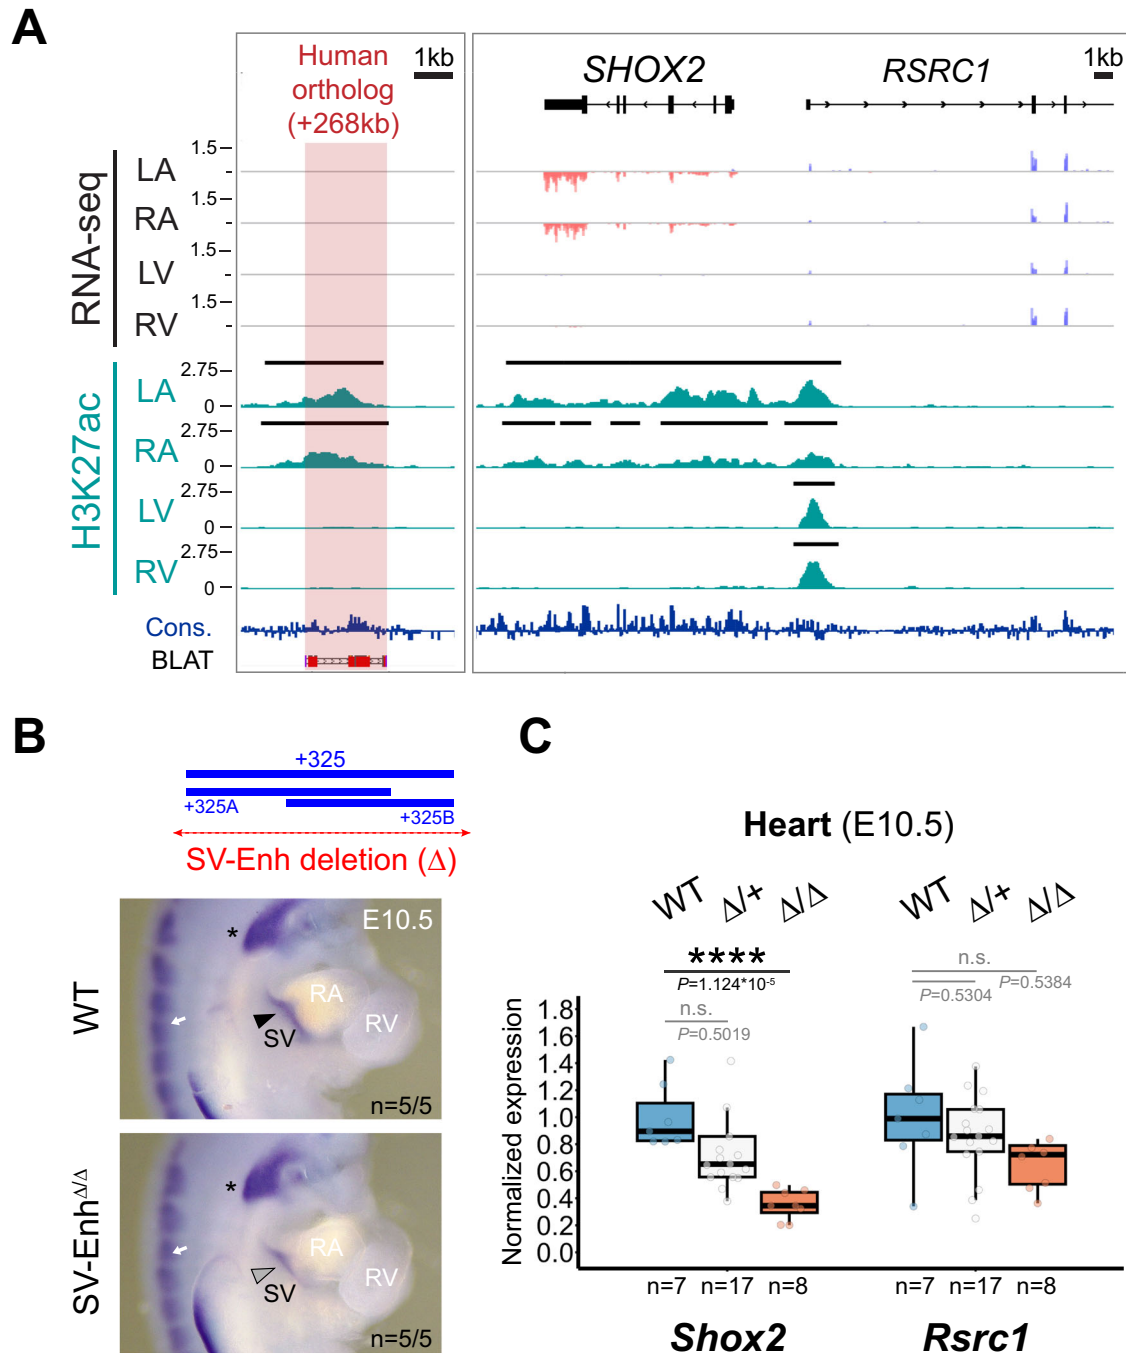 A
Human
ortholog
(+268kb)
1kb
SHOX2
RSRC1
1kb
RNA-seq
1.5
LA
1.5
RA
1.5
LV
1.5
RV
H3K27ac
2.75
LA
0
2.75
RA
0
2.75
LV
0
2.75
RV
0
Cons.
BLAT
B
+325
+325A
+325B
SV-Enh deletion (Δ)
WT
E10.5
*
RA
RV
SV
n=5/5
SV-EnhΔ/Δ
*
RA
RV
SV
n=5/5
C
Heart (E10.5)
WT Δ/+ Δ/Δ
WT Δ/+ Δ/Δ
****
P=1.124*10-5
n.s.
P=0.5019
n.s.
P=0.5384
P=0.5304
Normalized expression
1.8
1.6
1.4
1.2
1.0
0.8
0.6
0.4
0.2
0.0
n=7 n=17 n=8
n=7 n=17 n=8
Shox2
Rsrc1